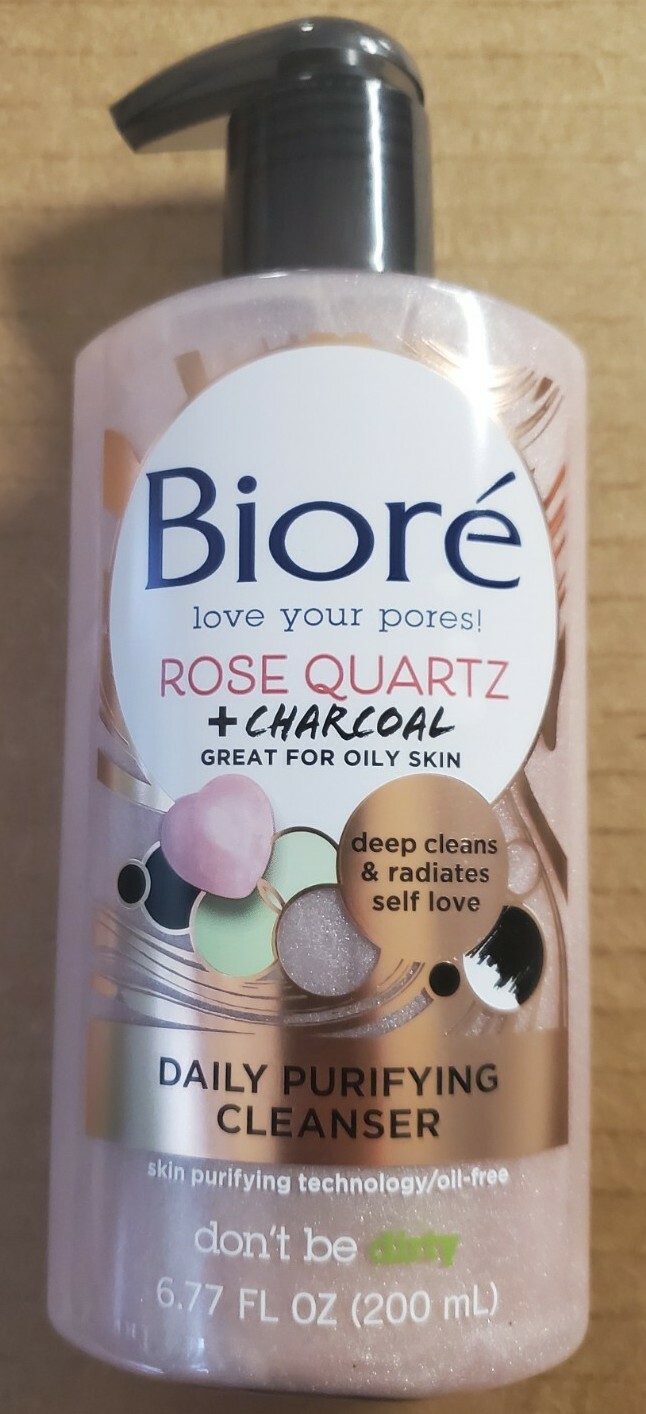 Bioré
love your pores!
ROSE QUARTZ
+CHARCOAL
GREAT FOR OILY SKIN
deep cleans
& radiates
self love
DAILY PURIFYING
CLEANSER
skin purifying technology/oil-free
don't be dirty
6.77 FL OZ (200 mL)